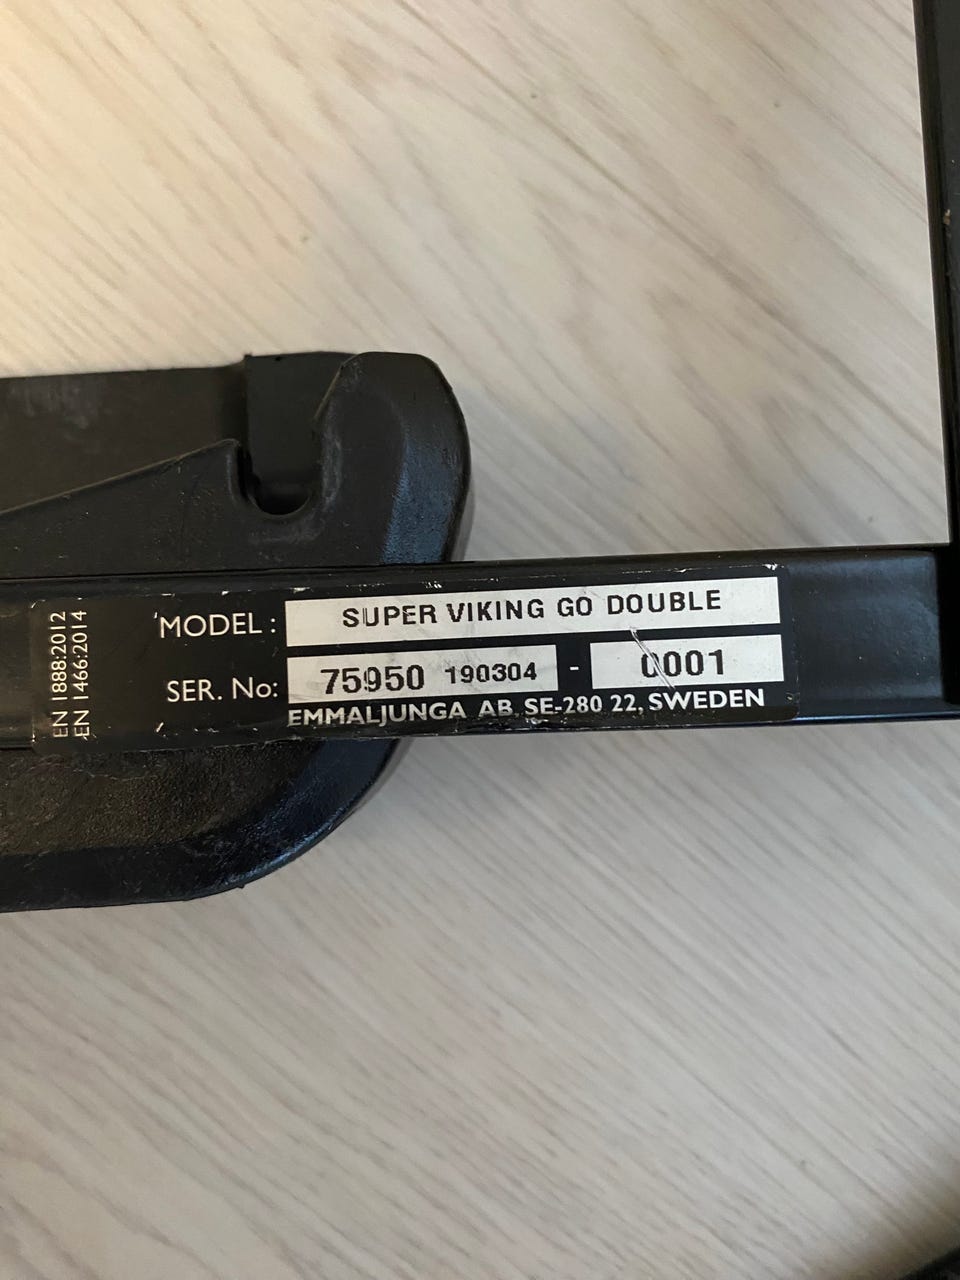 EN 1888:2012
EN 1466:2014
MODEL : SUPER VIKING GO DOUBLE
SER. No: 75950 190304 - 0001
EMMALJUNGA AB, SE-280 22, SWEDEN